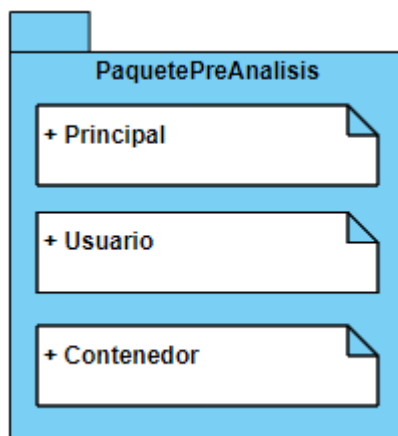 PaquetePreAnalisis
+ Principal
+ Usuario
+ Contenedor